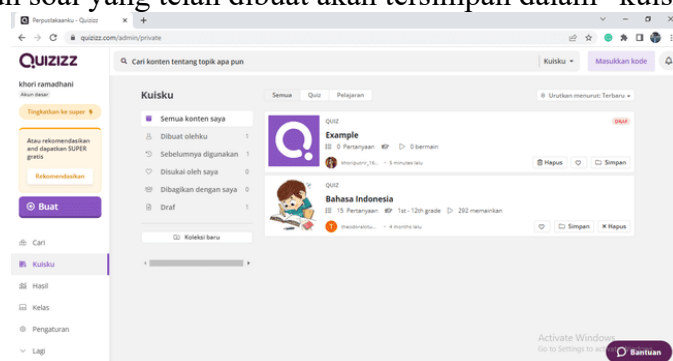 soal yang telah dibuat akan tersimpan dalam
Perpustakaanku - Quizizz
quizizz.com/admin/private
QUIZIZZ
Cari konten tentang topik apa pun
Kuisku
Masukkan kode
khori ramadhani
Akun dasar
Tingkatkan ke super
Atau rekomendasikan
and dapatkan SUPER
gratis
Rekomendasikan
Buat
Cari
Kuisku
Hasil
Kelas
Pengaturan
Lagi
Kuisku
Semua konten saya
Dibuat olehku 1
Sebelumnya digunakan 1
Disukai oleh saya 0
Dibagikan dengan saya 0
Draf 1
Koleksi baru
Semua Quiz Pelajaran
Urutkan menurut: Terbaru
QUIZ
DRAF
Example
0 Pertanyaan 0 bermain
5 minutes lalu
Hapus Simpan
QUIZ
Bahasa Indonesia
15 Pertanyaan 1st - 12th grade 292 memainkan
4 months lalu
Simpan Hapus
Activate Windows
Go to Settings to
Bantuan